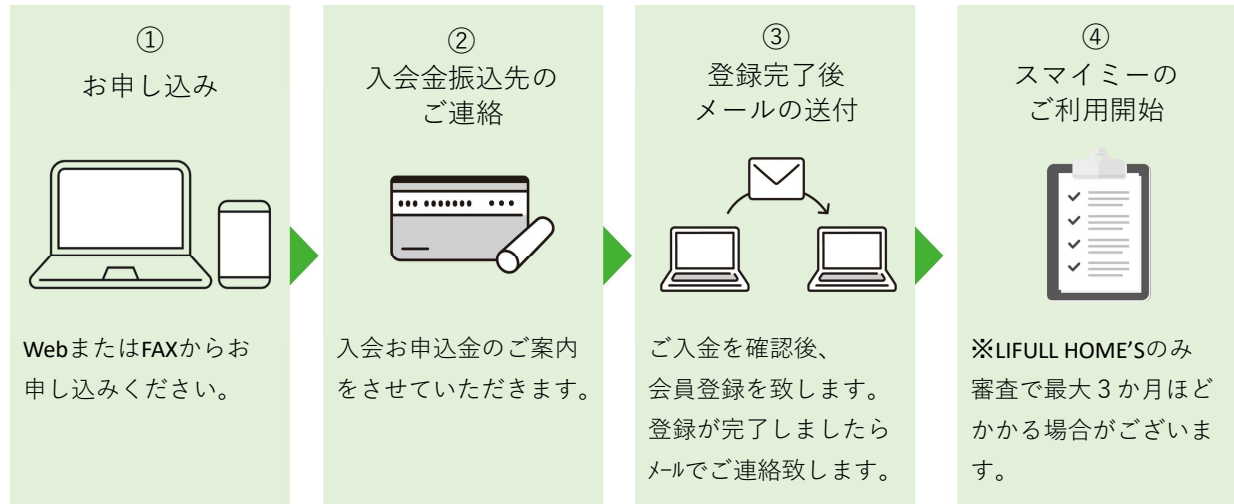 ①
お申し込み
WebまたはFAXからお
申し込みください。
②
入会金振込先の
ご連絡
入会お申込金のご案内
をさせていただきます。
③
登録完了後
メールの送付
ご入金を確認後、
会員登録を致します。
登録が完了しましたら
ﾒｰﾙでご連絡致します。
④
スマイミーの
ご利用開始
※LIFULL HOME'Sのみ
審査で最大３か月ほど
かかる場合がございま
す。